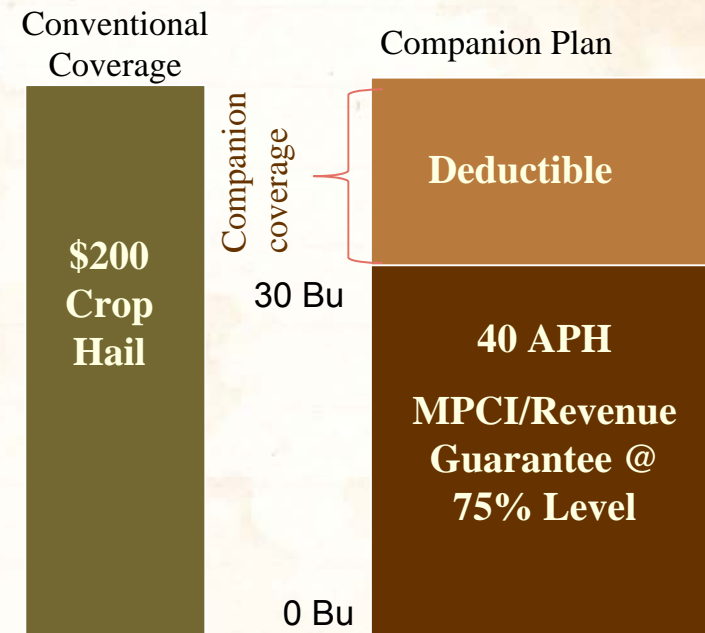 Conventional
Coverage
$200
Crop
Hail
Companion
coverage
30 Bu
0 Bu
Companion Plan
Deductible
40 APH
MPCI/Revenue
Guarantee @
75% Level